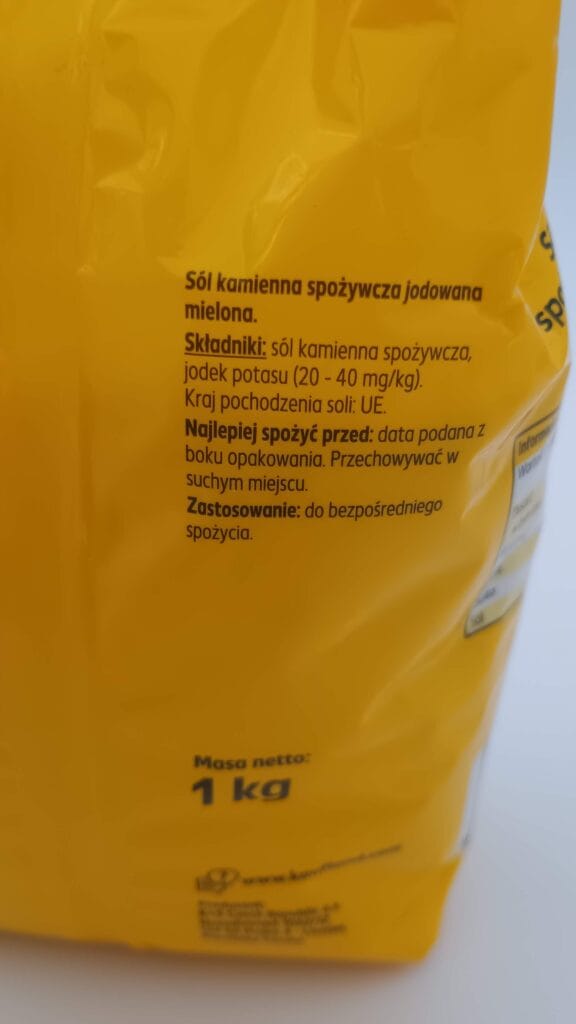 Sól kamienna spożywcza jodowana
mielona.
Składniki: sól kamienna spożywcza,
jodek potasu (20 - 40 mg/kg).
Kraj pochodzenia soli: UE.
Najlepiej spożyć przed: data podana z
boku opakowania. Przechowywać w
suchym miejscu.
Zastosowanie: do bezpośredniego
spożycia.
Masa netto:
1 kg